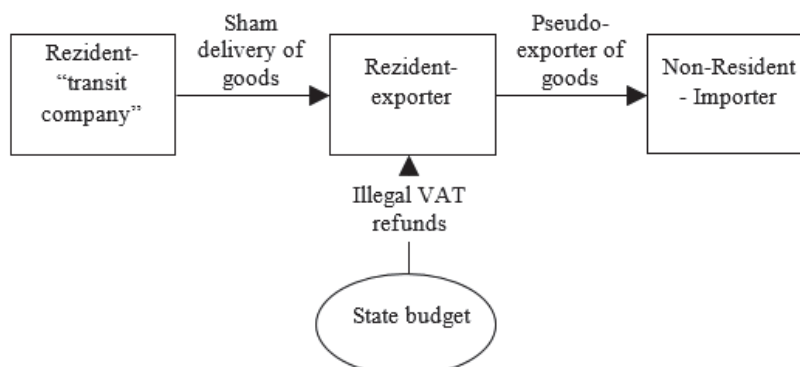 Rezident-
“transit
company”
Sham
delivery of
goods
Rezident-
exporter
Pseudo-
exporter of
goods
Non-Resident
- Importer
Illegal VAT
refunds
State budget